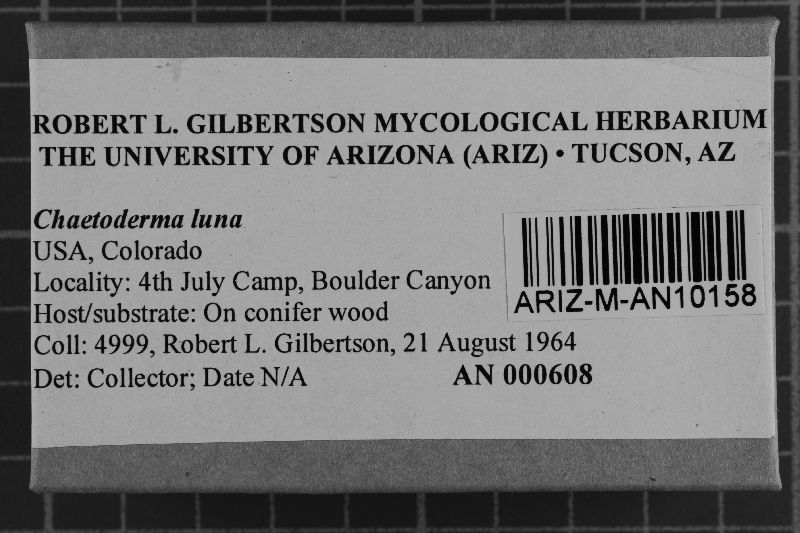 ROBERT L. GILBERTSON MYCOLOGICAL HERBARIUM
THE UNIVERSITY OF ARIZONA (ARIZ) • TUCSON, AZ
Chaetoderma luna
USA, Colorado
Locality: 4th July Camp, Boulder Canyon
Host/substrate: On conifer wood
Coll: 4999, Robert L. Gilbertson, 21 August 1964
Det: Collector; Date N/A
AN 000608
ARIZ-M-AN10158